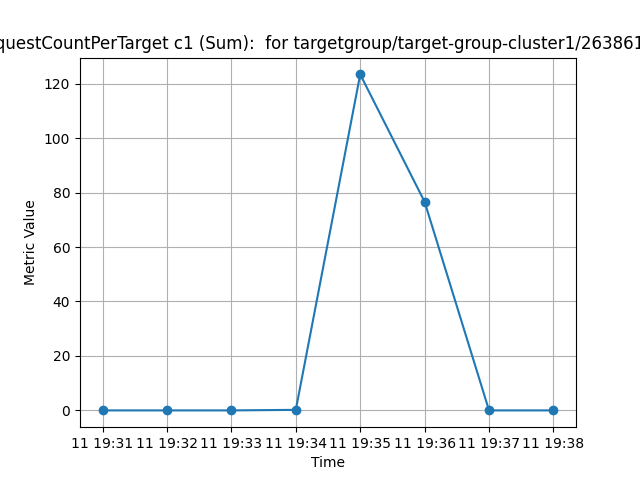 questCountPerTarget c1 (Sum):  for targetgroup/target-group-cluster1/263861
120
100
80
60
40
20
0
Metric Value
11 19:31 11 19:32 11 19:33 11 19:34 11 19:35 11 19:36 11 19:37 11 19:38
Time